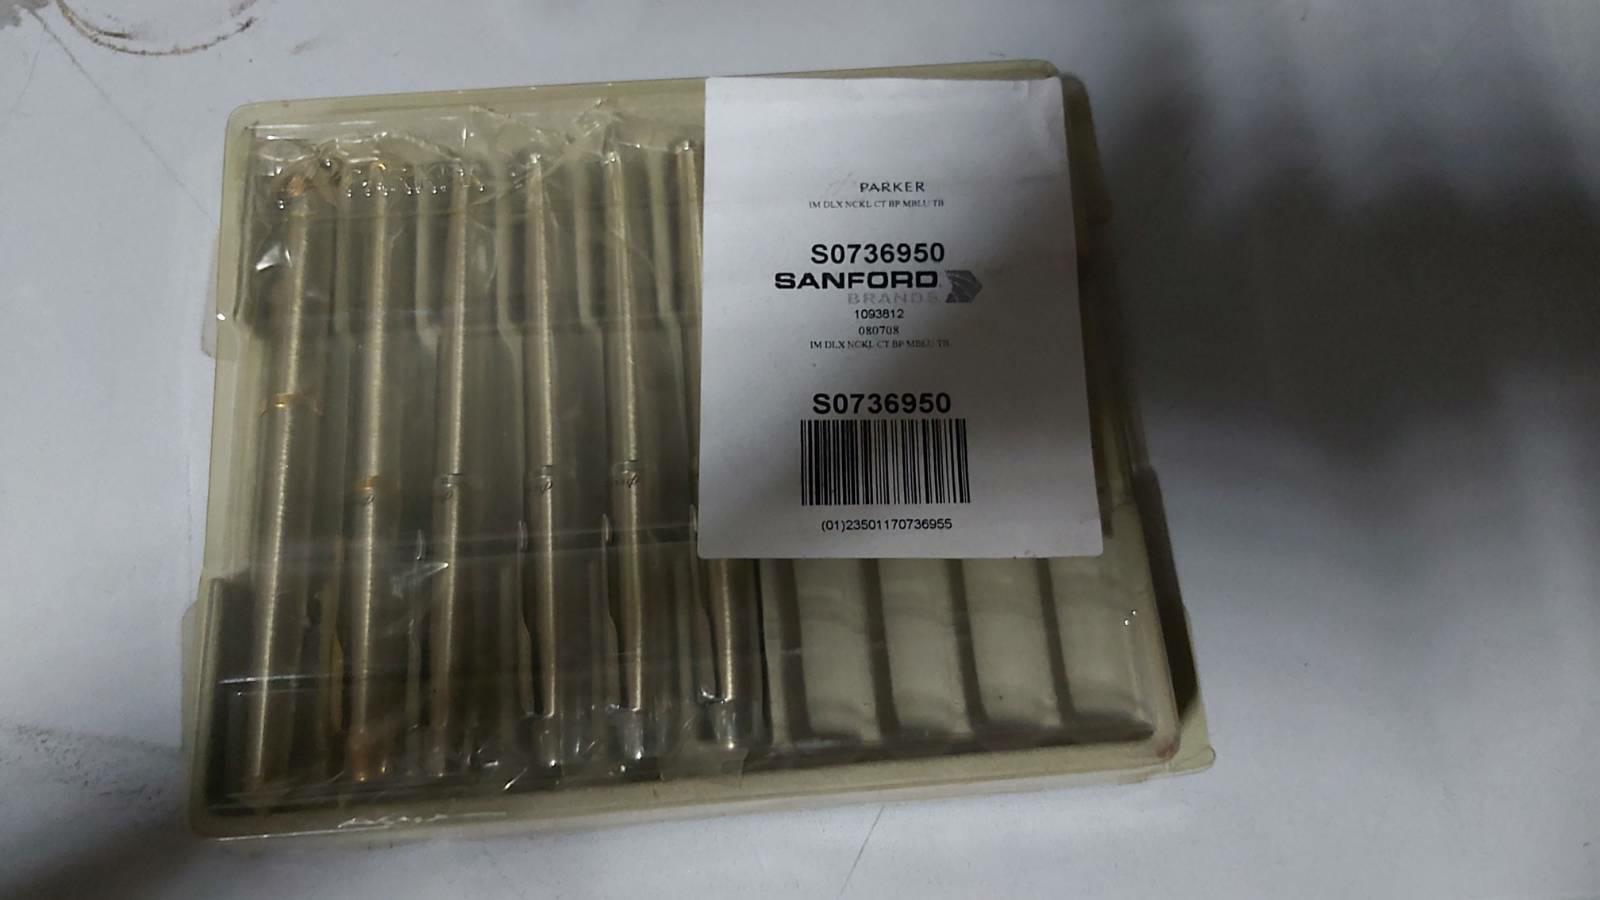 PARKER
IM DLX NCKL CT BP MBLU TB
S0736950
SANFORD
BRANDS
1093812
080708
IM DLX NCKL CT BP MBLU TB
S0736950
(01)23501170736955